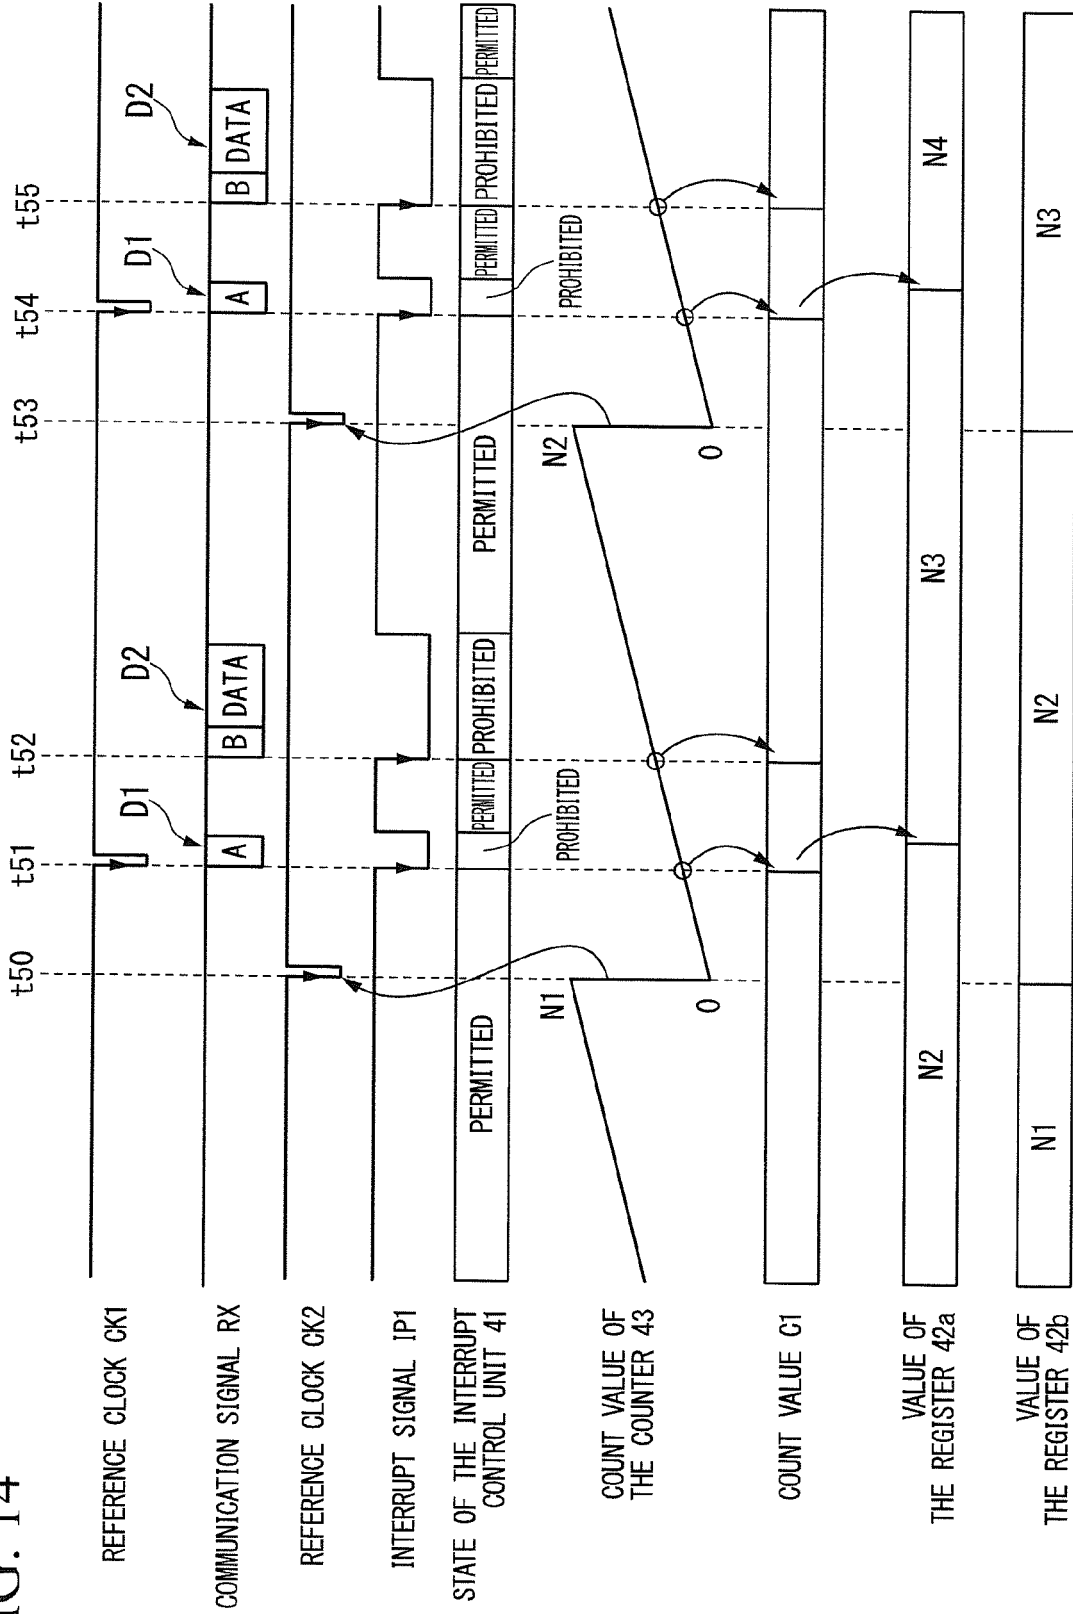 FIG. 14
t50
t51
t52
t53
t54
t55
REFERENCE CLOCK CK1
D1
D2
D1
D2
COMMUNICATION SIGNAL RX
A
B
DATA
A
B
DATA
REFERENCE CLOCK CK2
INTERRUPT SIGNAL IP1
STATE OF THE INTERRUPT
CONTROL UNIT 41
PERMITTED
PROHIBITED
PERMITTED
PROHIBITED
PERMITTED
PROHIBITED
PERMITTED
PROHIBITED
PERMITTED
COUNT VALUE OF
THE COUNTER 43
N1
0
N2
0
COUNT VALUE C1
VALUE OF
THE REGISTER 42a
N2
N3
N4
VALUE OF
THE REGISTER 42b
N1
N2
N3